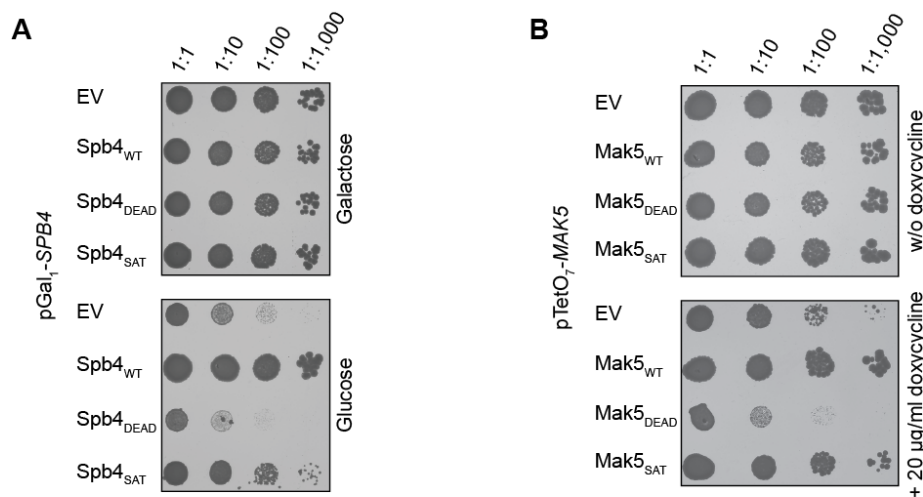 A
1:1 1:10 1:100 1:1,000
EV
Spb4WT
Spb4DEAD
Spb4SAT
Galactose
pGal1-SPB4
EV
Spb4WT
Spb4DEAD
Spb4SAT
Glucose
B
1:1 1:10 1:100 1:1,000
EV
Mak5WT
Mak5DEAD
Mak5SAT
w/o doxycycline
pTetO7-MAK5
EV
Mak5WT
Mak5DEAD
Mak5SAT
+ 20 µg/ml doxycycline